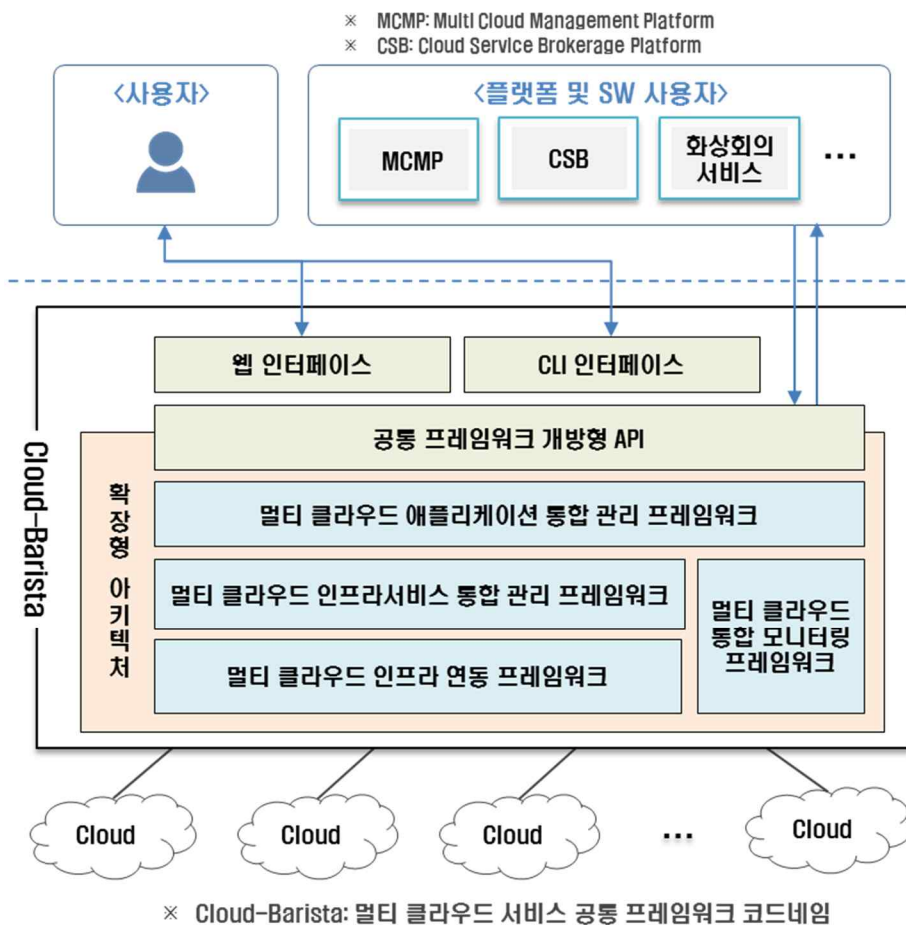 ※ MCMP: Multi Cloud Management Platform
※ CSB: Cloud Service Brokerage Platform
<사용자>
<플랫폼 및 SW 사용자>
MCMP
CSB
화상회의
서비스
...
웹 인터페이스
CLI 인터페이스
Cloud-Barista
공통 프레임워크 개방형 API
확장형 아키텍처
멀티 클라우드 애플리케이션 통합 관리 프레임워크
멀티 클라우드 인프라서비스 통합 관리 프레임워크
멀티 클라우드
통합 모니터링
프레임워크
멀티 클라우드 인프라 연동 프레임워크
Cloud
Cloud
Cloud
...
Cloud
※ Cloud-Barista: 멀티 클라우드 서비스 공통 프레임워크 코드네임